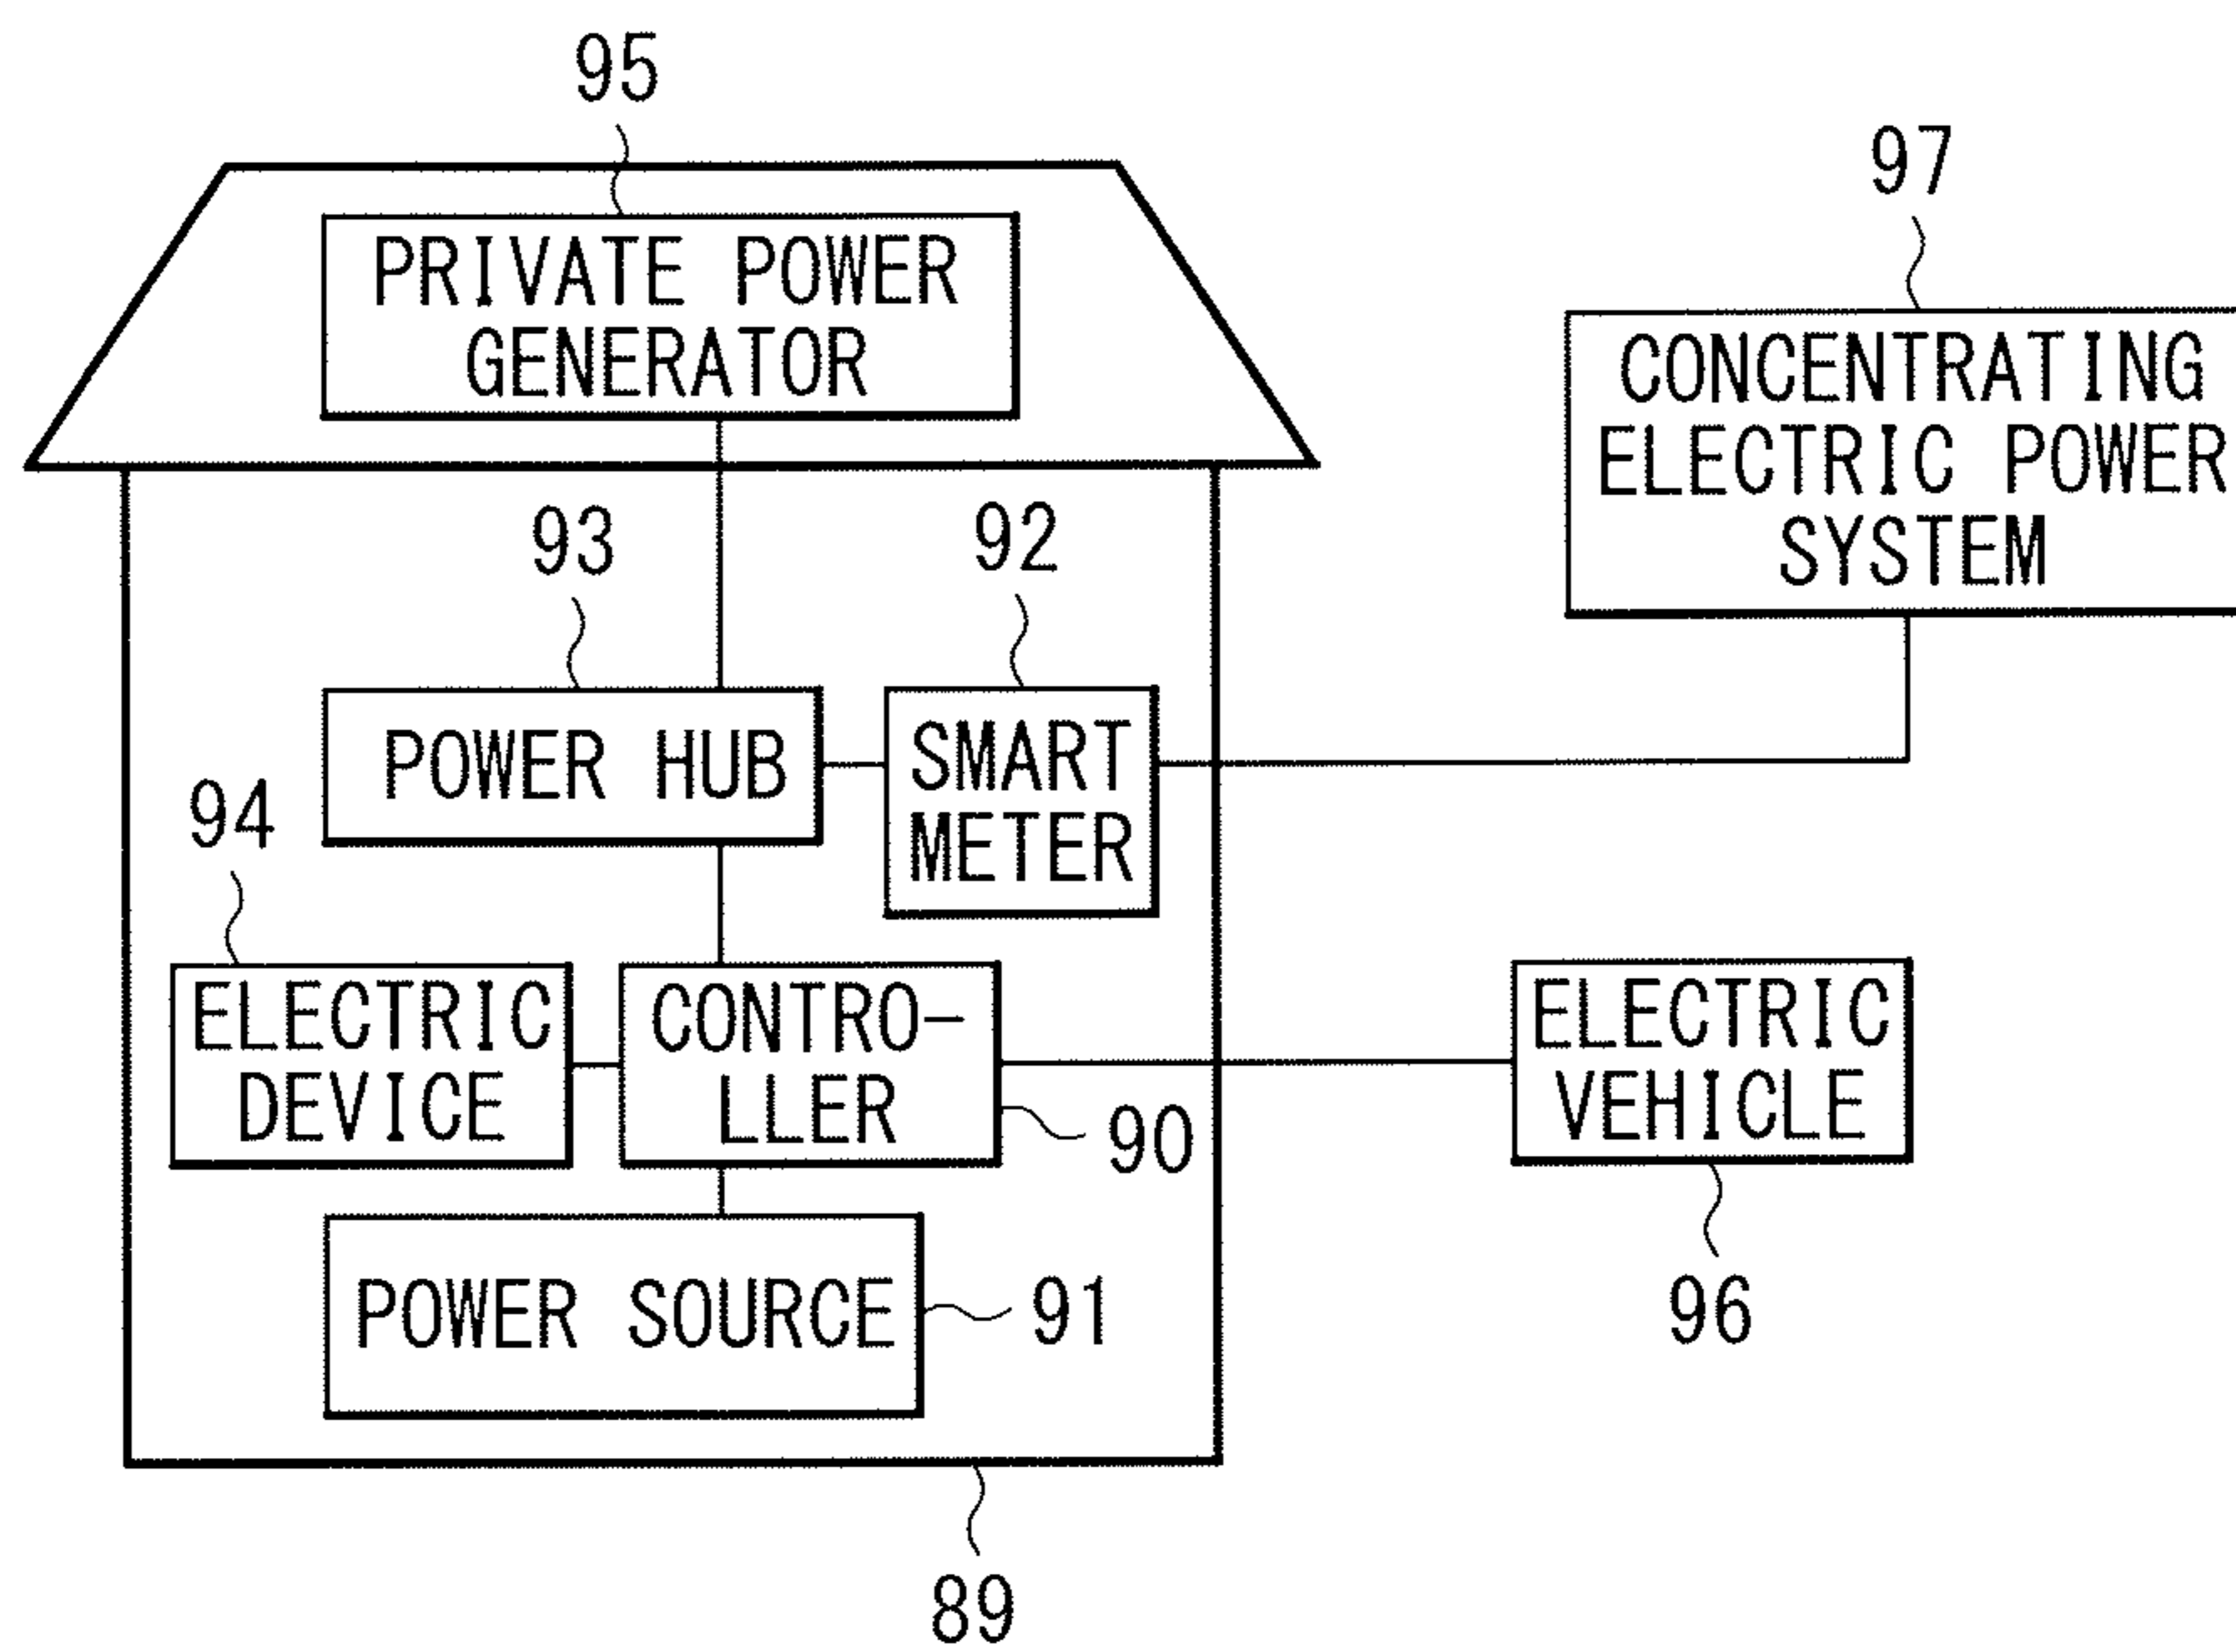 95
97
PRIVATE POWER
GENERATOR
CONCENTRATING
ELECTRIC POWER
SYSTEM
93
92
POWER HUB
SMART
METER
94
ELECTRIC
DEVICE
CONTRO-
LLER
90
ELECTRIC
VEHICLE
96
POWER SOURCE
91
89